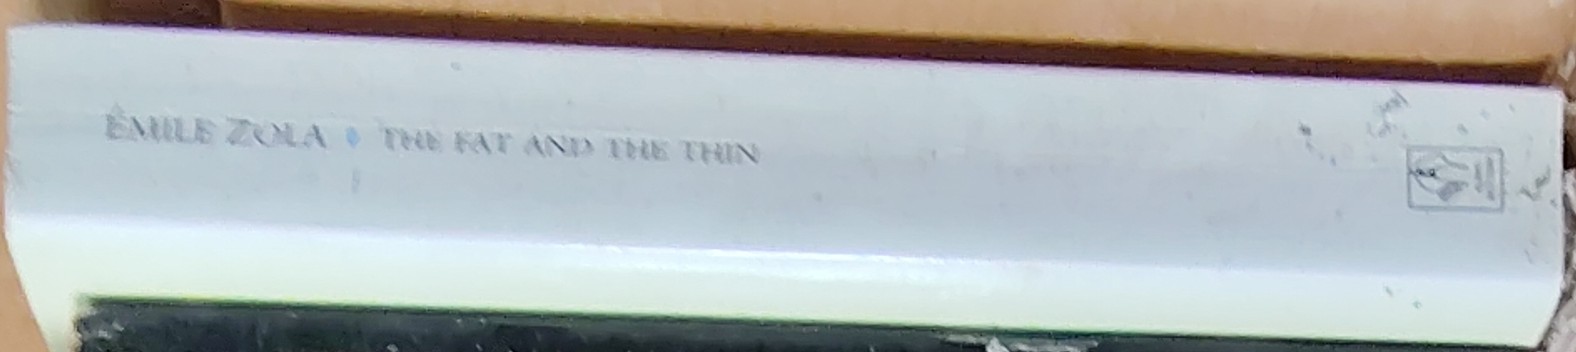 ÉMILE ZOLA ♦ THE FAT AND THE THIN